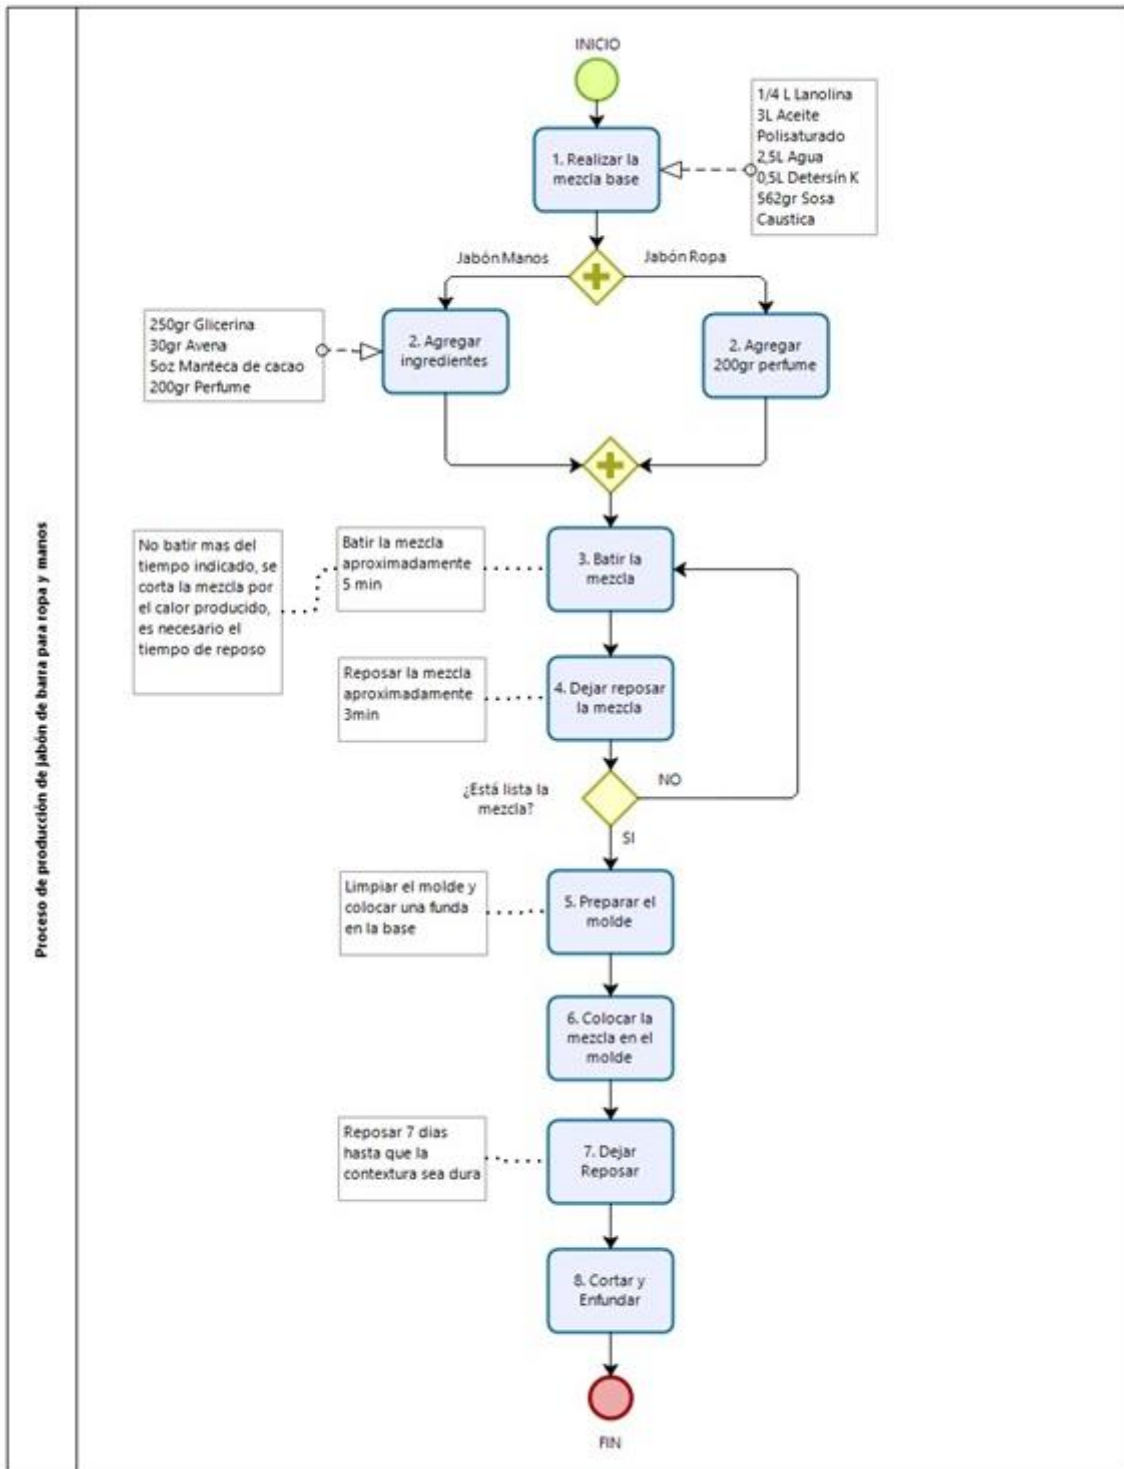 Proceso de producción de jabón de barra para ropa y manos
INICIO
1. Realizar la
mezcla base
1/4 L Lanolina
3L Aceite
Polisaturado
2,5L Agua
0,5L Detersín K
562gr Sosa
Caustica
Jabón Manos
Jabón Ropa
250gr Glicerina
30gr Avena
5oz Manteca de cacao
200gr Perfume
2. Agregar
ingredientes
2. Agregar
200gr perfume
No batir mas del
tiempo indicado, se
corta la mezcla por
el calor producido,
es necesario el
tiempo de reposo
Batir la mezcla
aproximadamente
5 min
3. Batir la
mezcla
Reposar la mezcla
aproximadamente
3min
4. Dejar reposar
la mezcla
¿Está lista la
mezcla?
NO
SI
Limpiar el molde y
colocar una funda
en la base
5. Preparar el
molde
6. Colocar la
mezcla en el
molde
Reposar 7 dias
hasta que la
contextura sea dura
7. Dejar
Reposar
8. Cortar y
Enfundar
FIN